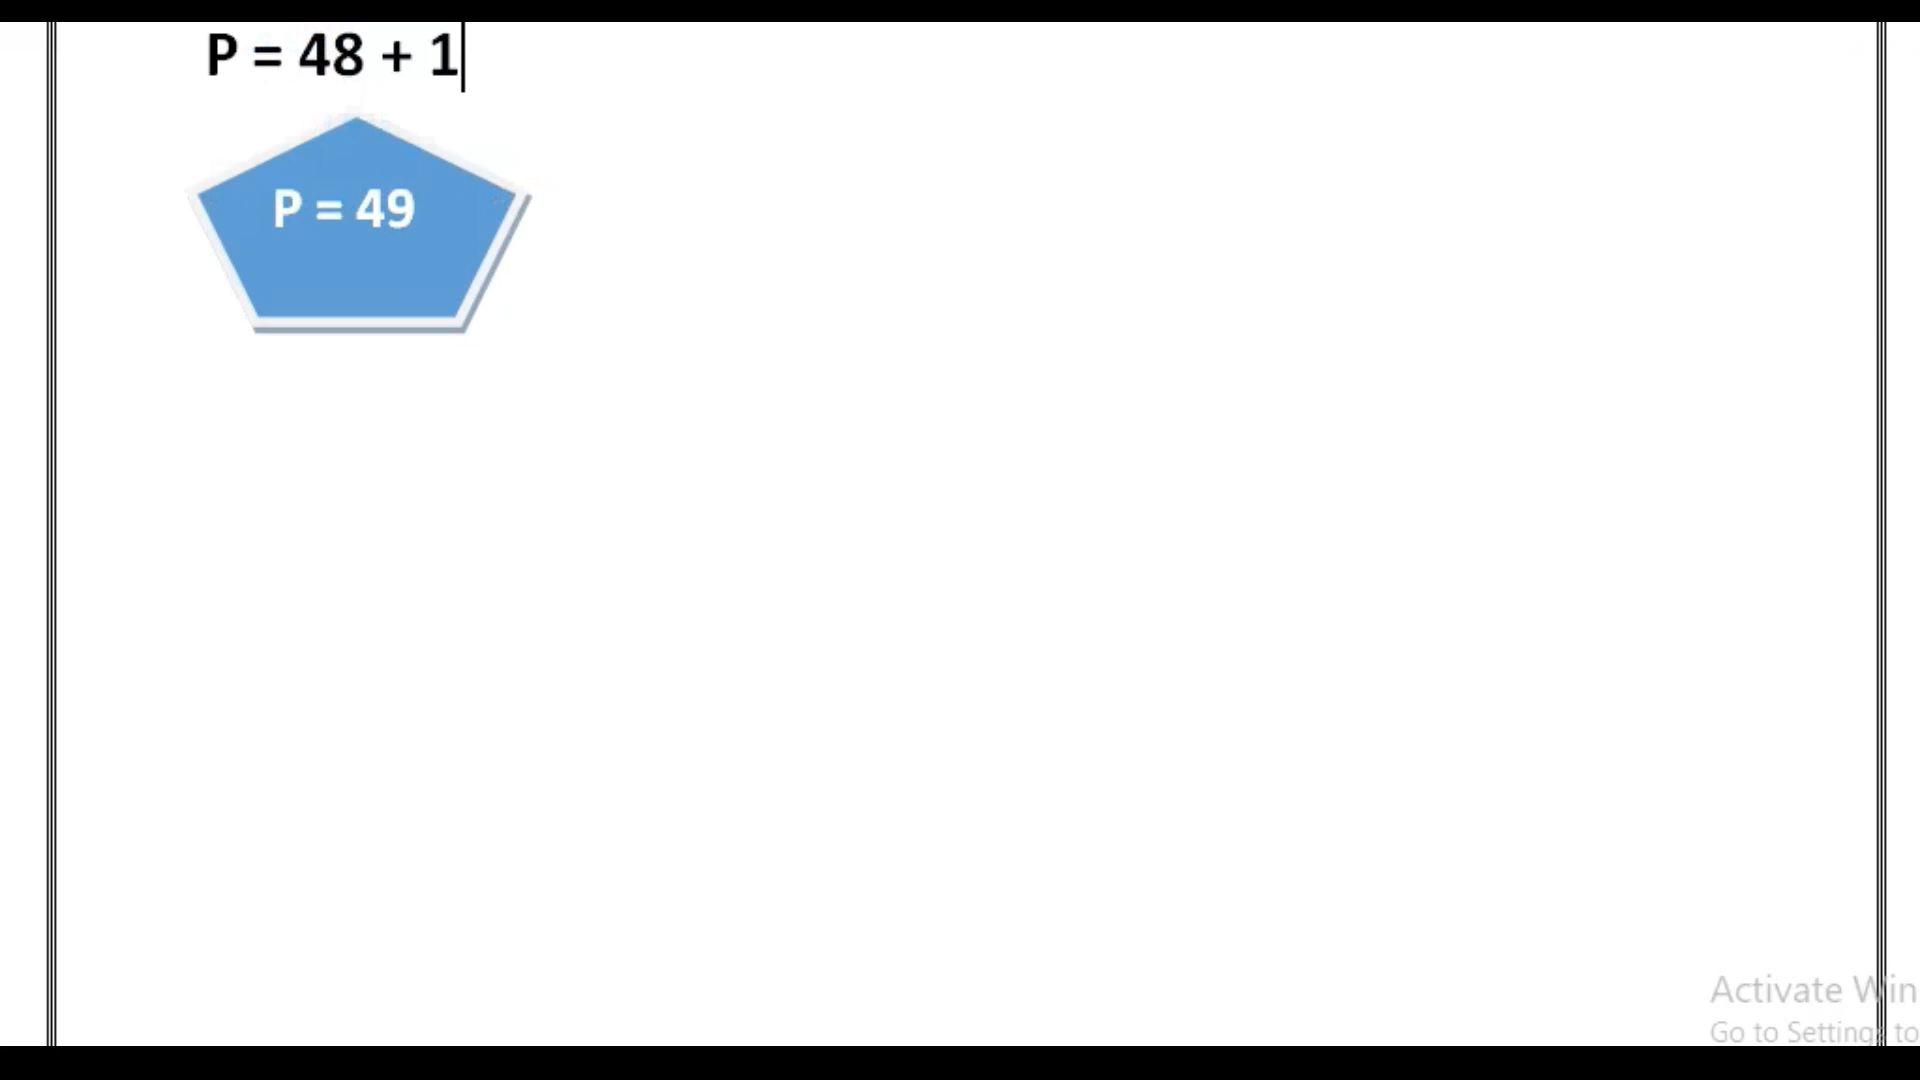 P = 48 + 1
P = 49
Activate Win
Go to Settings to